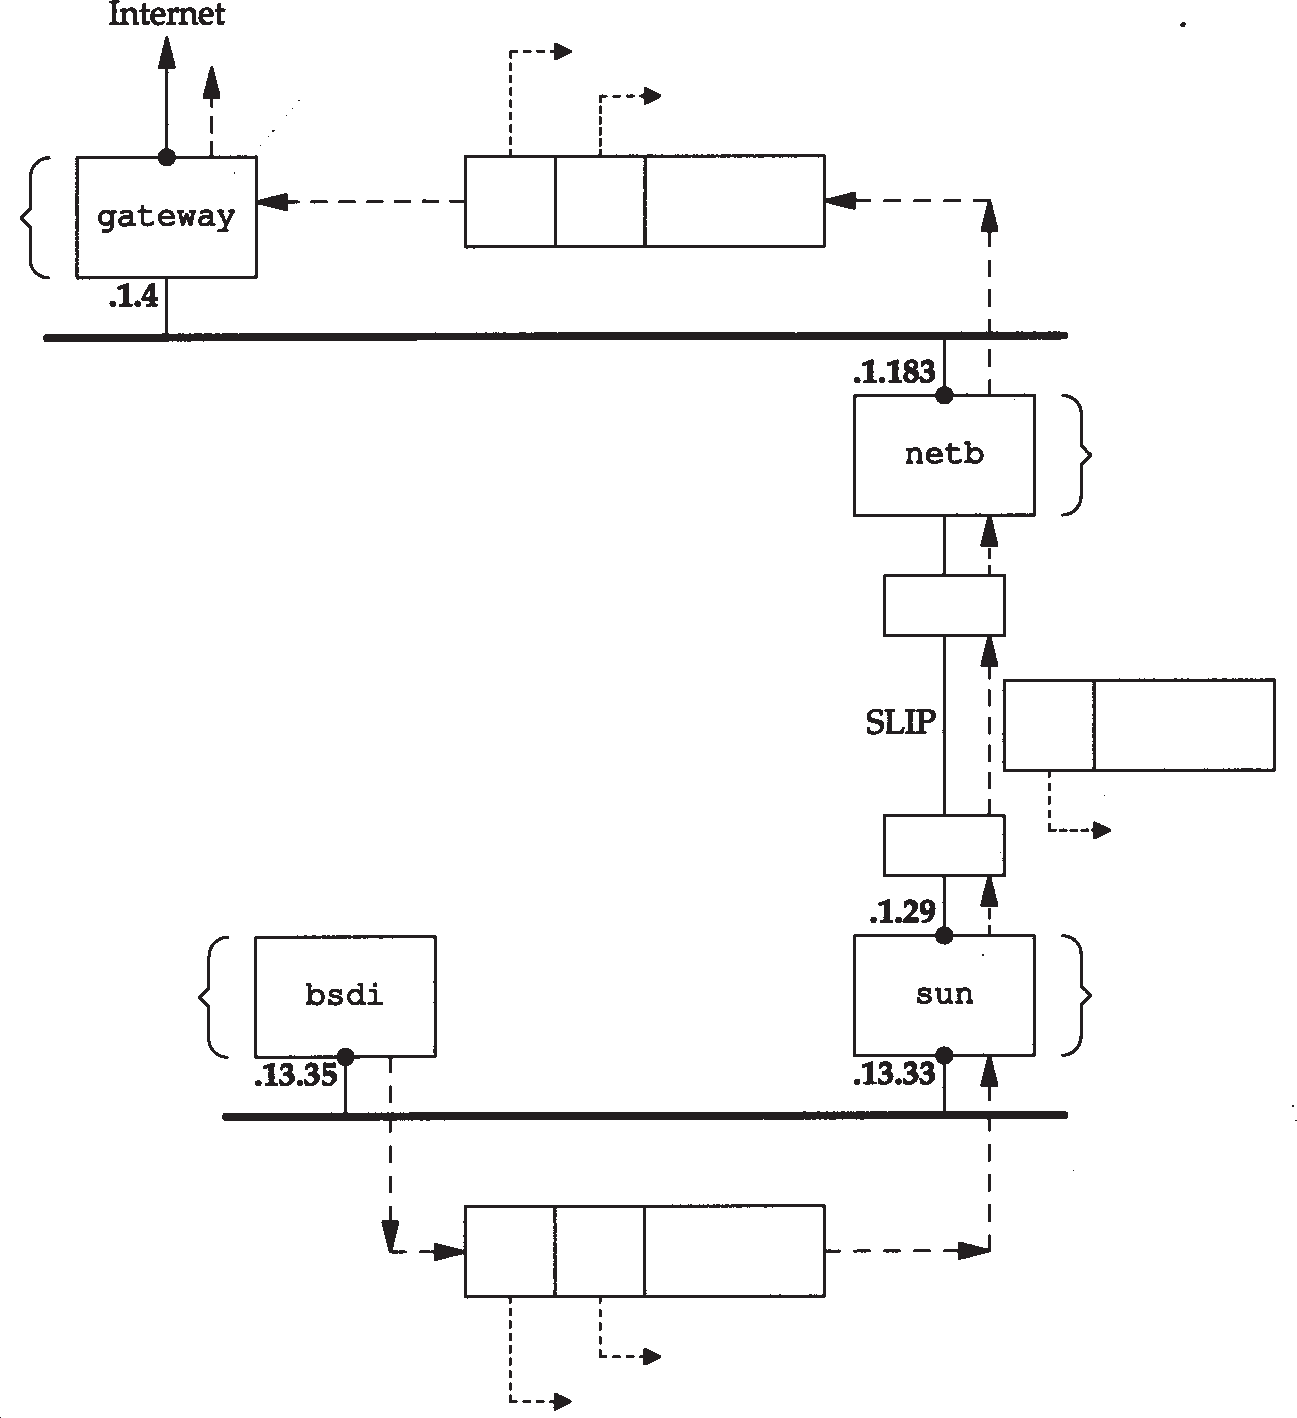 Internet
gateway
.1.4
.1.183
netb
SLIP
.1.29
bsdi
sun
.13.35
.13.33